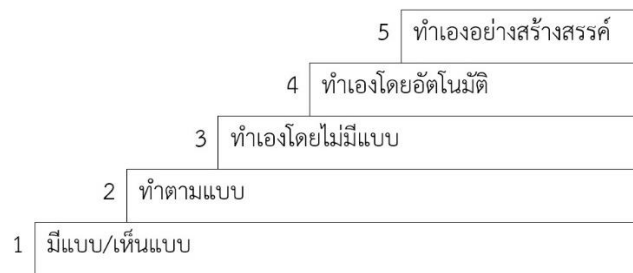 5 ทำเองอย่างสร้างสรรค์
4 ทำเองโดยอัตโนมัติ
3 ทำเองโดยไม่มีแบบ
2 ทำตามแบบ
1 มีแบบ/เห็นแบบ